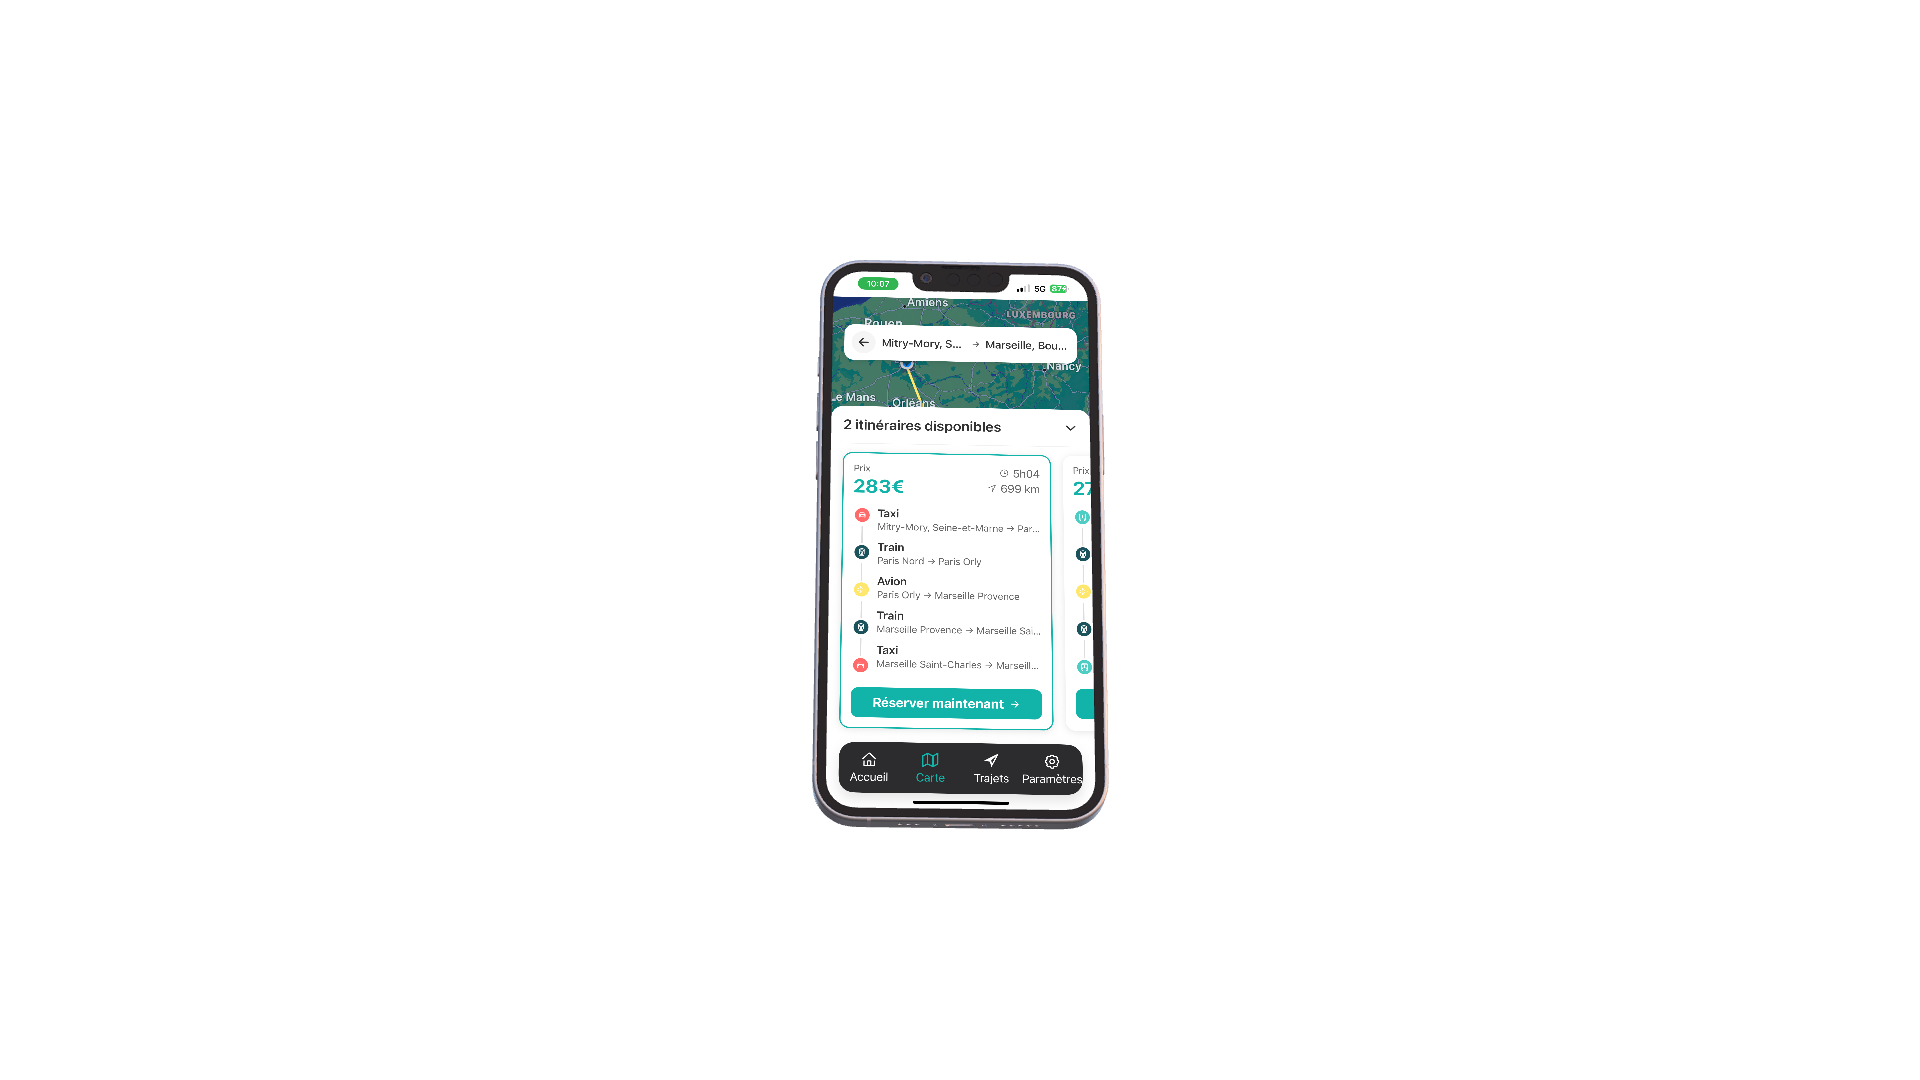 10:07
5G
87
Amiens
LUXEMBOURG
Rouen
Mitry-Mory, S... → Marseille, Bou...
Nancy
Le Mans
Orléans
2 itinéraires disponibles
Prix
283€
5h04
699 km
Taxi
Mitry-Mory, Seine-et-Marne → Par...
Train
Paris Nord → Paris Orly
Avion
Paris Orly → Marseille Provence
Train
Marseille Provence → Marseille Sai...
Taxi
Marseille Saint-Charles → Marseill...
Réserver maintenant →
Prix
27
Accueil
Carte
Trajets
Paramètres